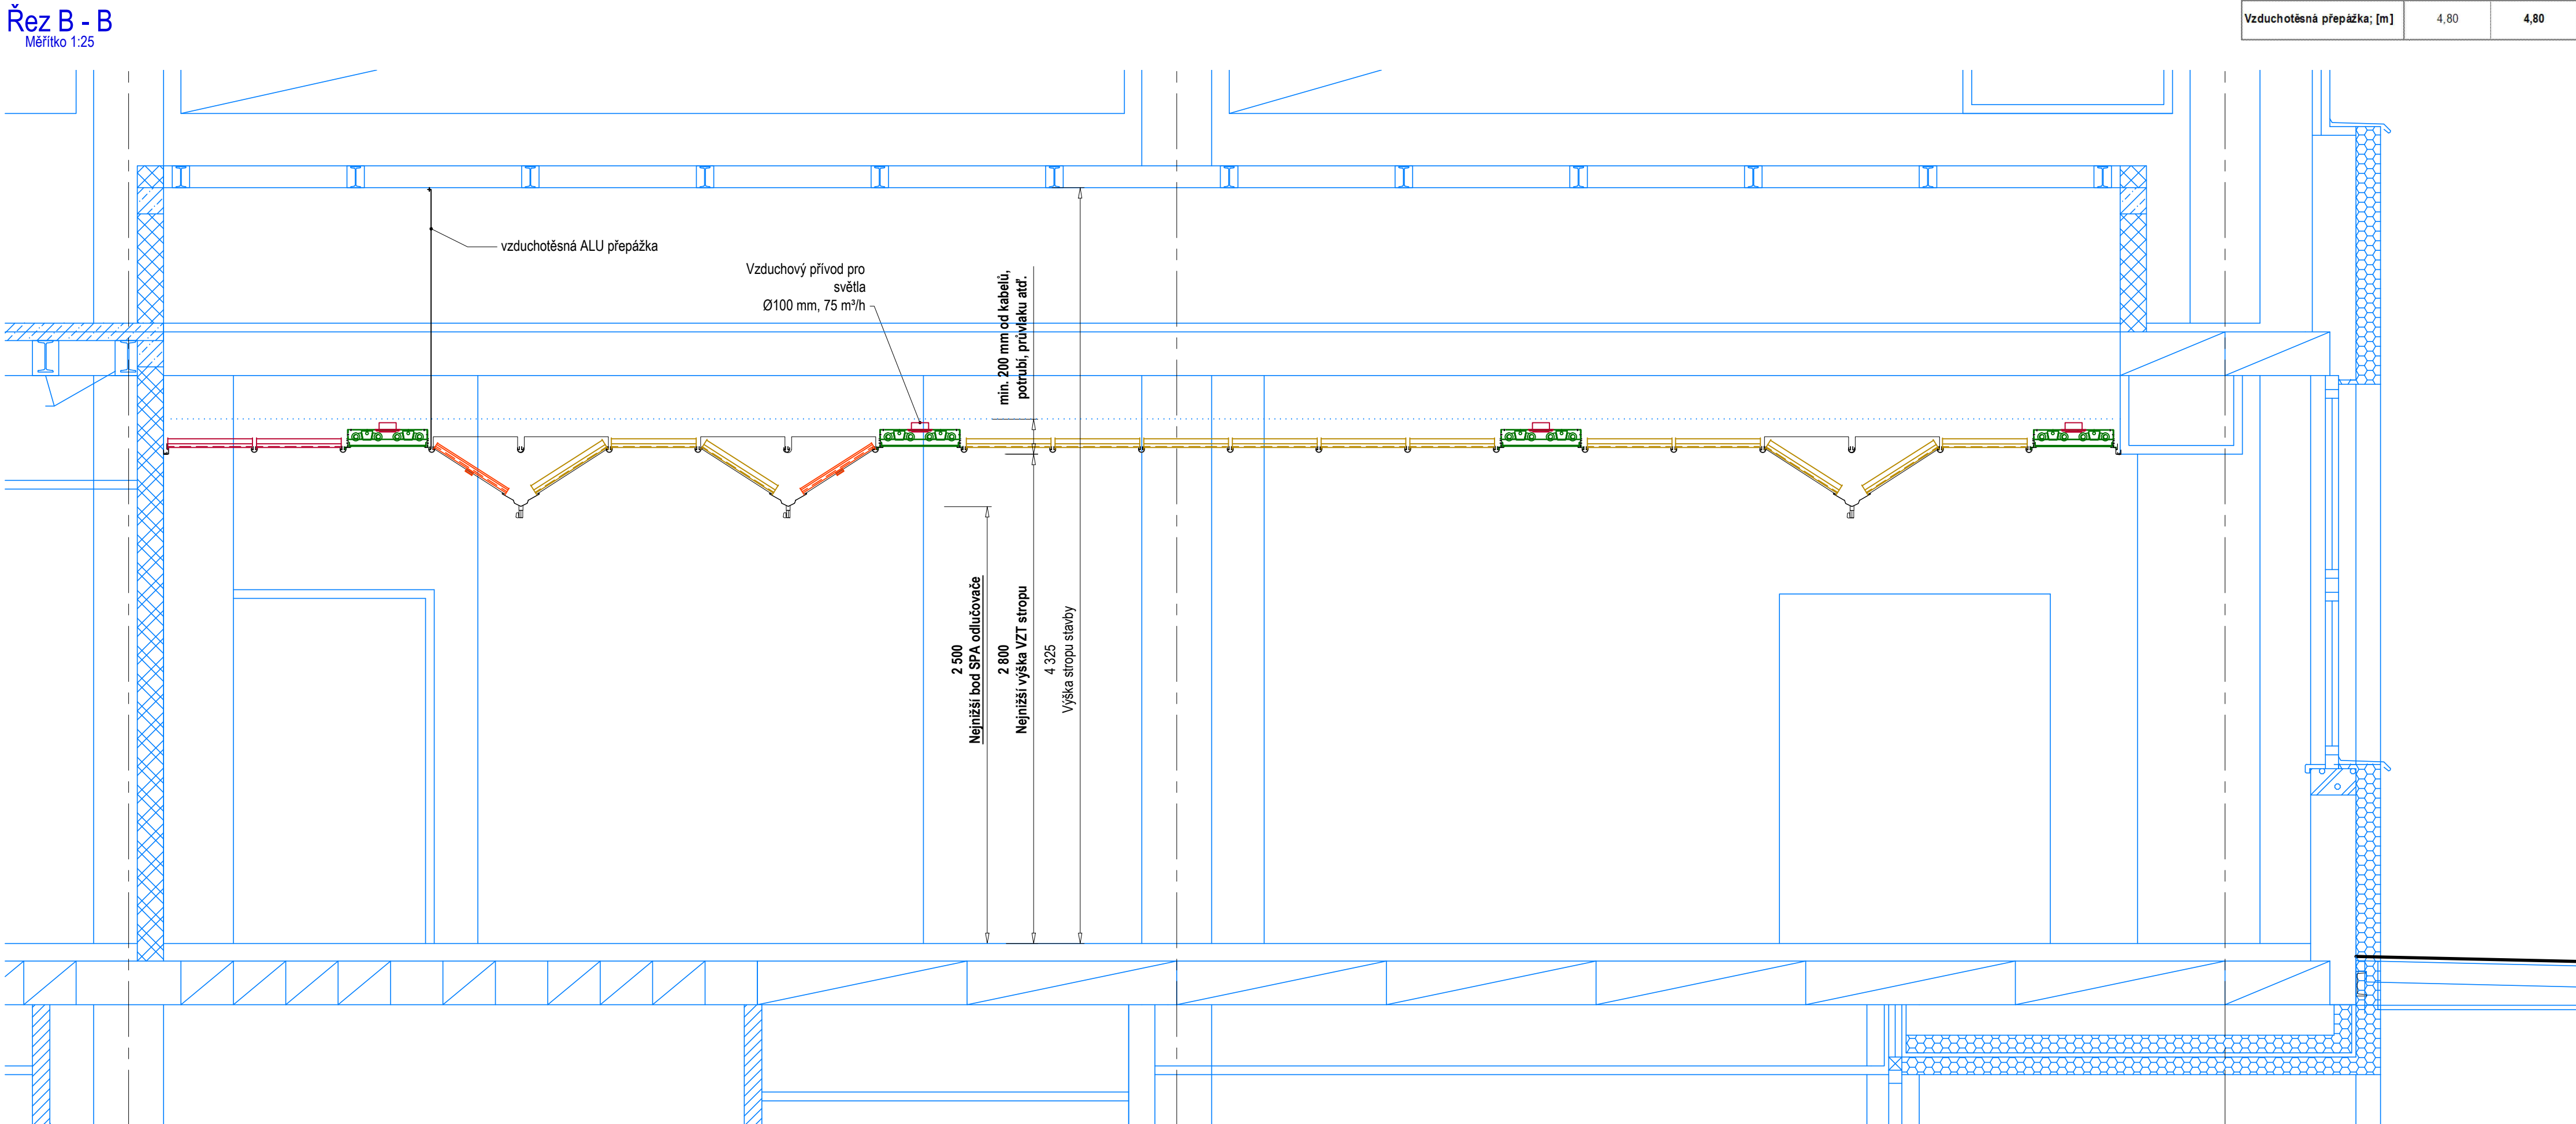 Řez B - B
Měřítko 1:25
Vzduchotěsná přepážka; [m] 4,80 4,80
vzduchotěsná ALU přepážka
Vzduchový přívod pro
světla
Ø100 mm, 75 m³/h
min. 200 mm od kabelů,
potrubí, průvlaku atď.
2 500
Nejnižší bod SPA odlučovače
2 800
Nejnižší výška VZT stropu
4 325
Výška stropu stavby